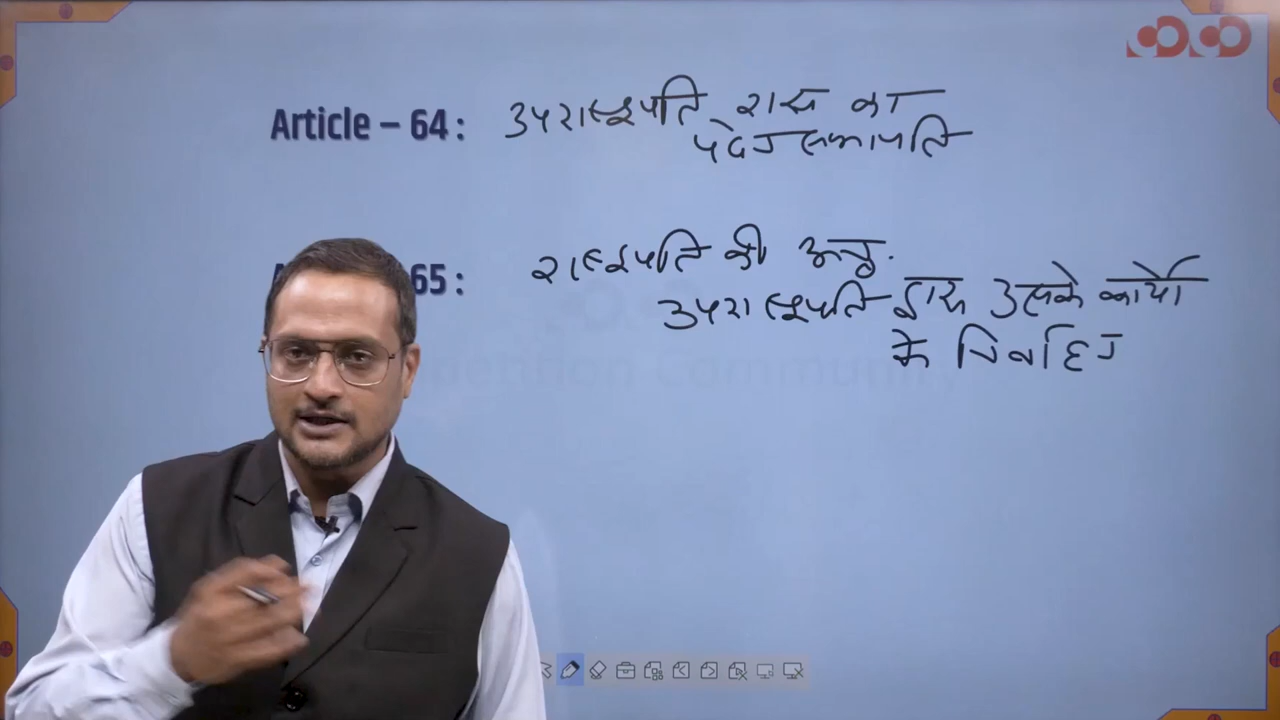 Article – 64 : उपराष्ट्रपति रास का
पदेन सभापति
65 : राष्ट्रपति की अनु.
उपराष्ट्रपति द्वारा उसके कार्यों
के निर्वहन